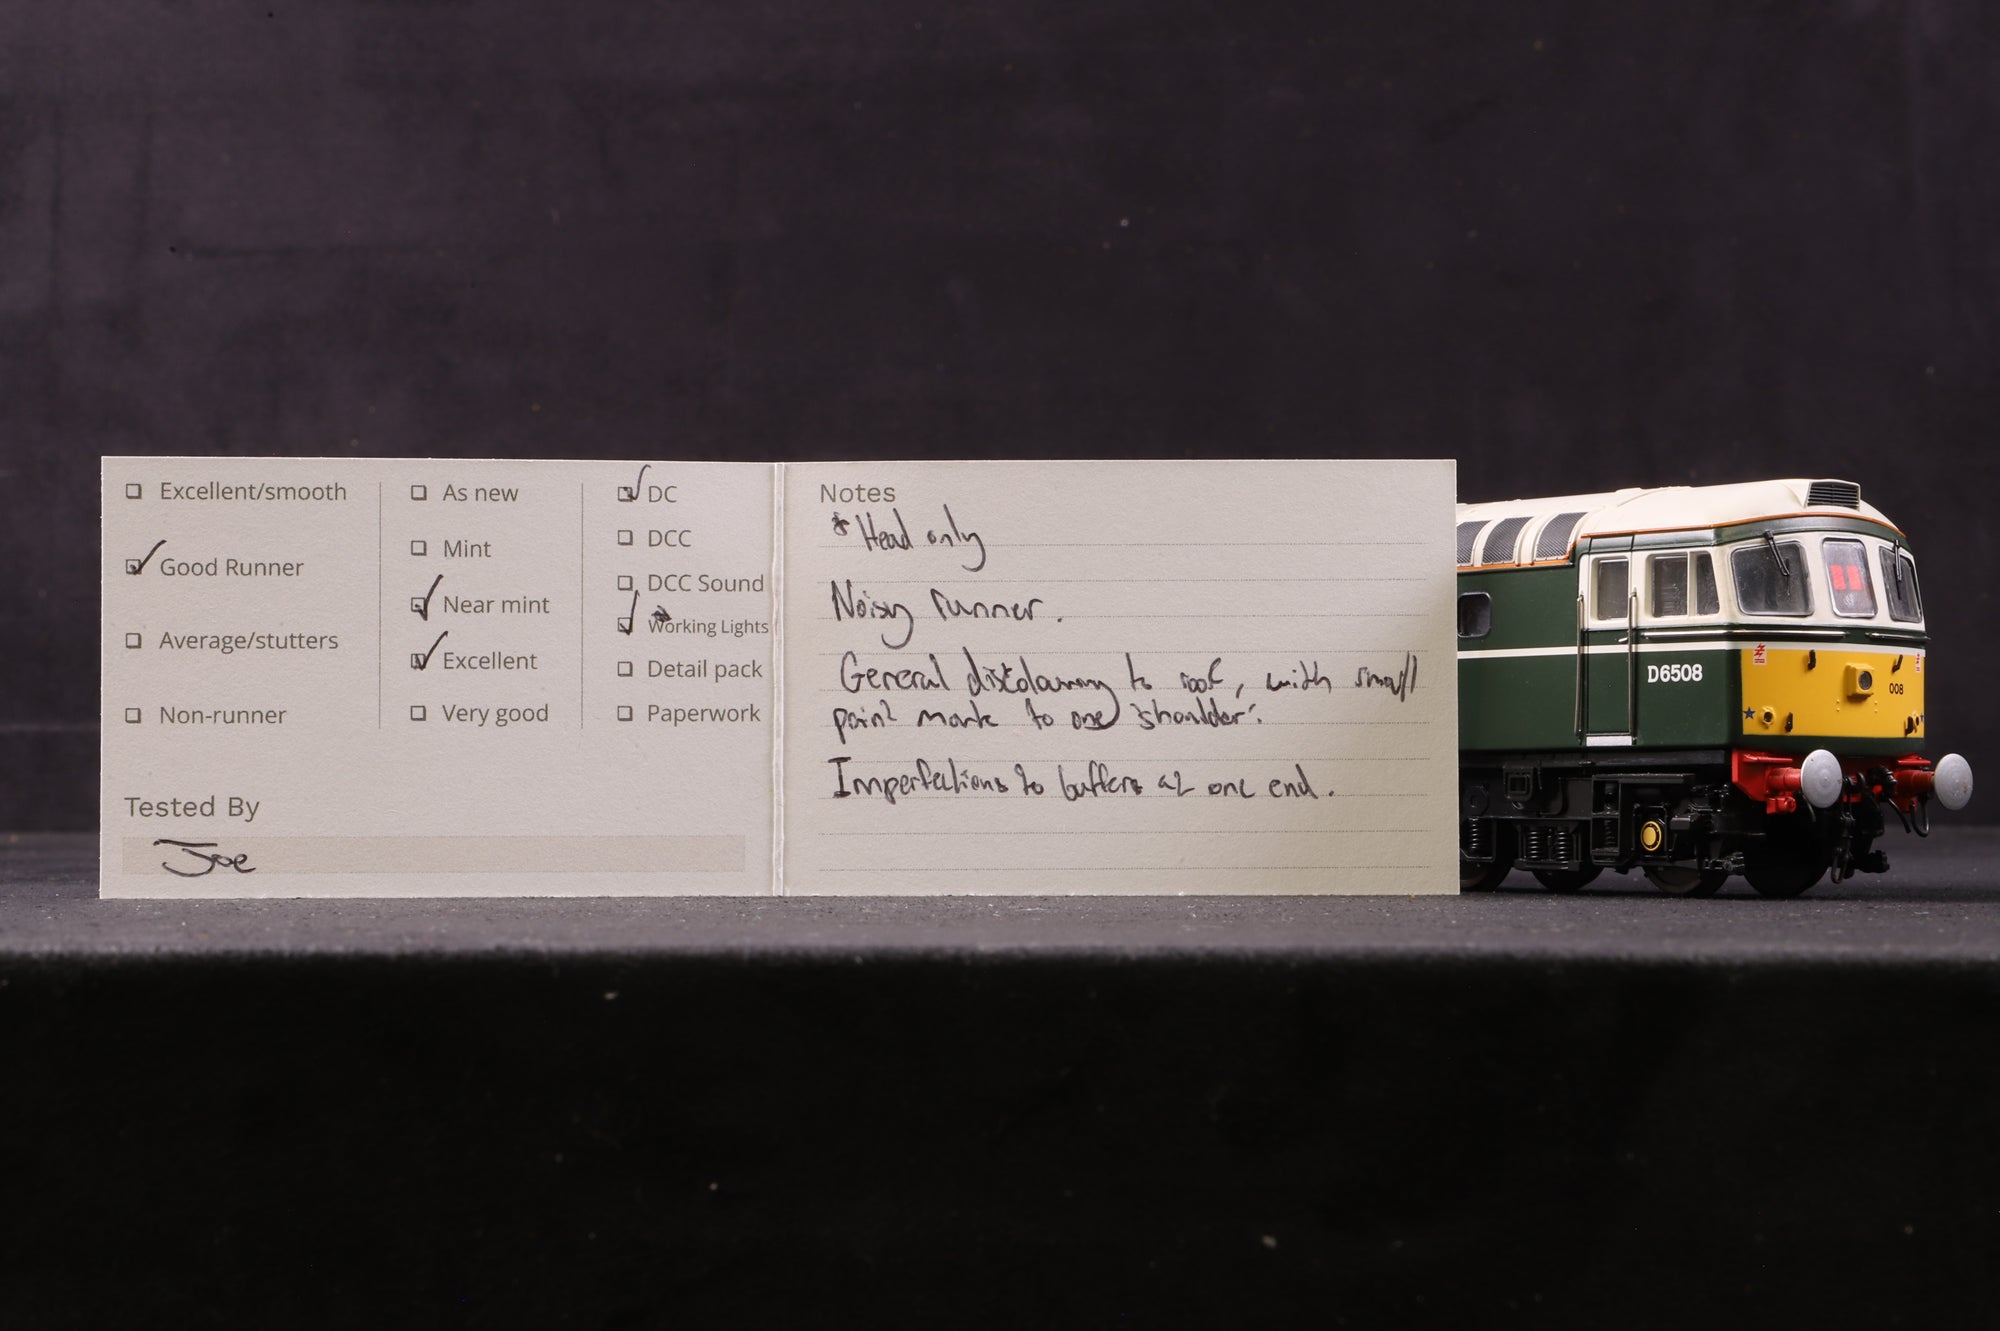 Excellent/smooth
Good Runner
Average/stutters
Non-runner
As new
Mint
Near mint
Excellent
Very good
DC
DCC
DCC Sound
* Working Lights
Detail pack
Paperwork
Tested By
Joe
Notes
* Head only
Noisy runner.
General discolouring to roof, with small
paint mark to one 'shoulder'.
Imperfections to buffers at one end.
D6508
008